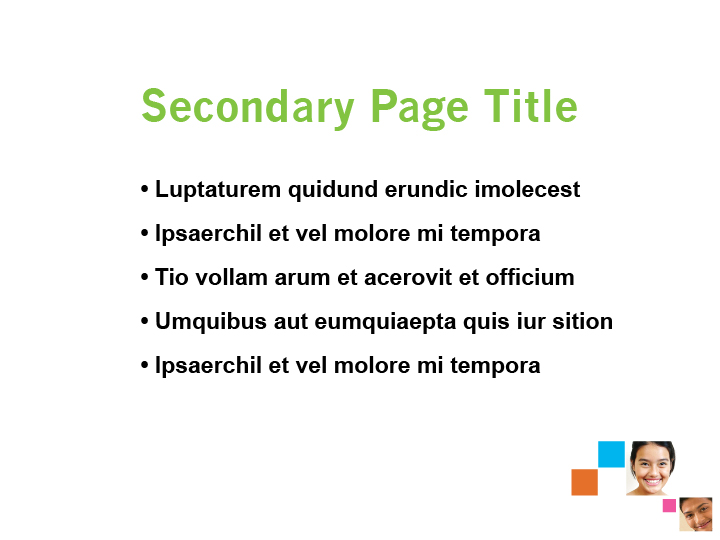 Secondary Page Title
• Luptaturem quidund erundic imolecest
• Ipsaerchil et vel molore mi tempora
• Tio vollam arum et acerovit et officium
• Umquibus aut eumquiaepta quis iur sition
• Ipsaerchil et vel molore mi tempora